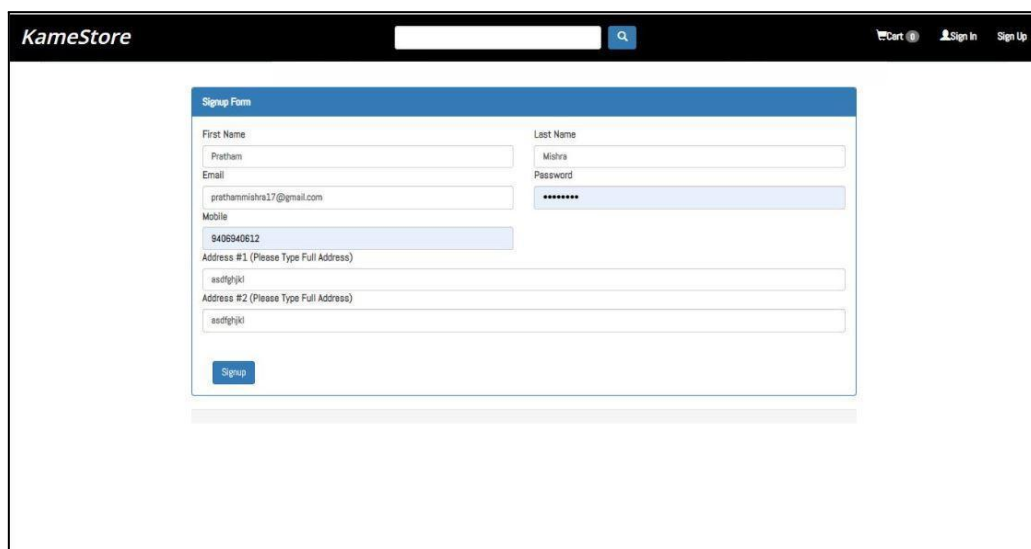 KameStore
Cart 0 Sign In Sign Up
Signup Form
First Name Last Name
Pratham Mishra
Email Password
prathammishra17@gmail.com ••••••••
Mobile
9406940612
Address #1 (Please Type Full Address)
asdfghjkl
Address #2 (Please Type Full Address)
asdfghjkl
Signup